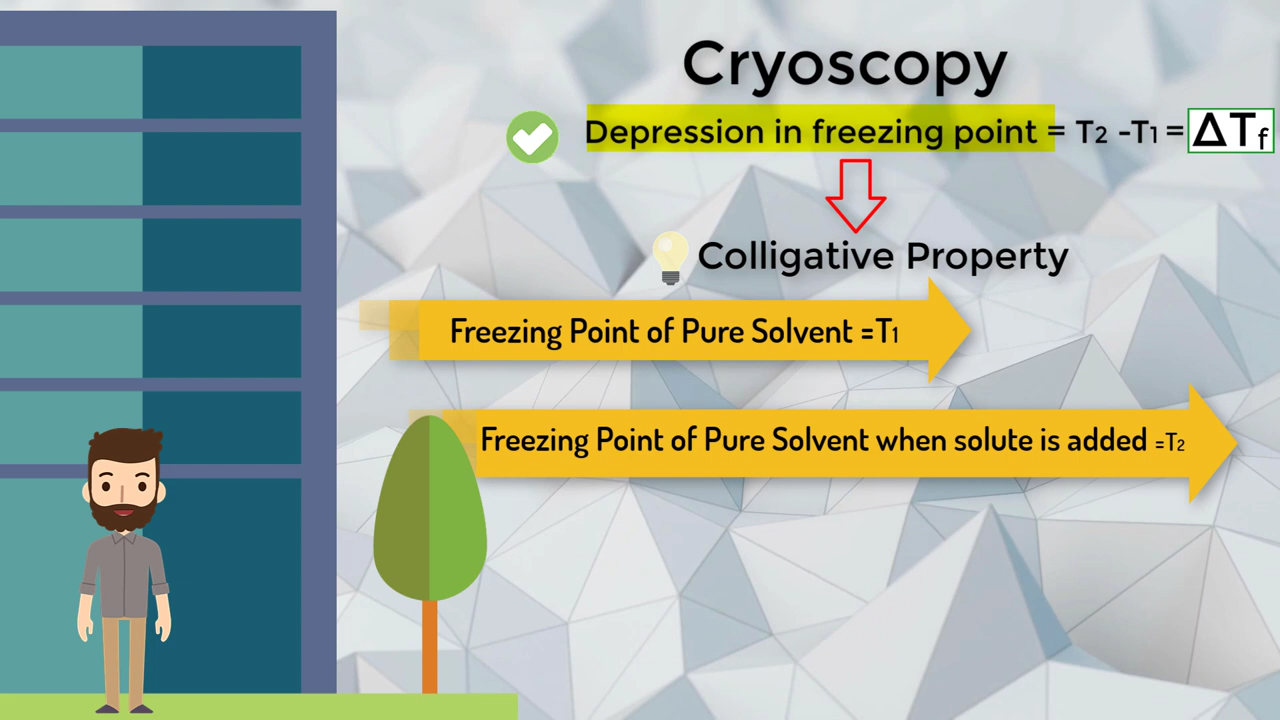 Cryoscopy
Depression in freezing point = T₂ -T₁ = ΔTf
Colligative Property
Freezing Point of Pure Solvent =T₁
Freezing Point of Pure Solvent when solute is added =T₂